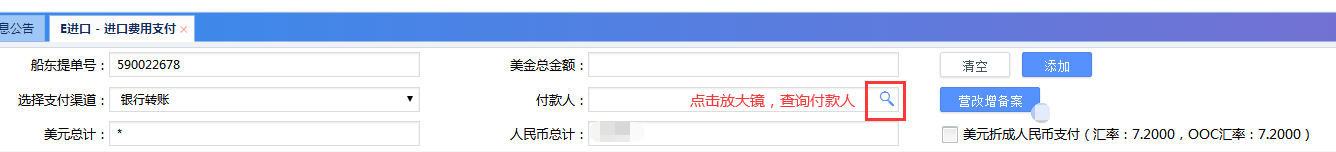 息公告 E进口 - 进口费用支付 ×
船东提单号： 590022678 美金总金额： 清空 添加
选择支付渠道： 银行转账 ▼ 付款人： 点击放大镜，查询付款人 营改增备案
美元总计： * 人民币总计： 美元折成人民币支付（汇率：7.2000，OOC汇率：7.2000）